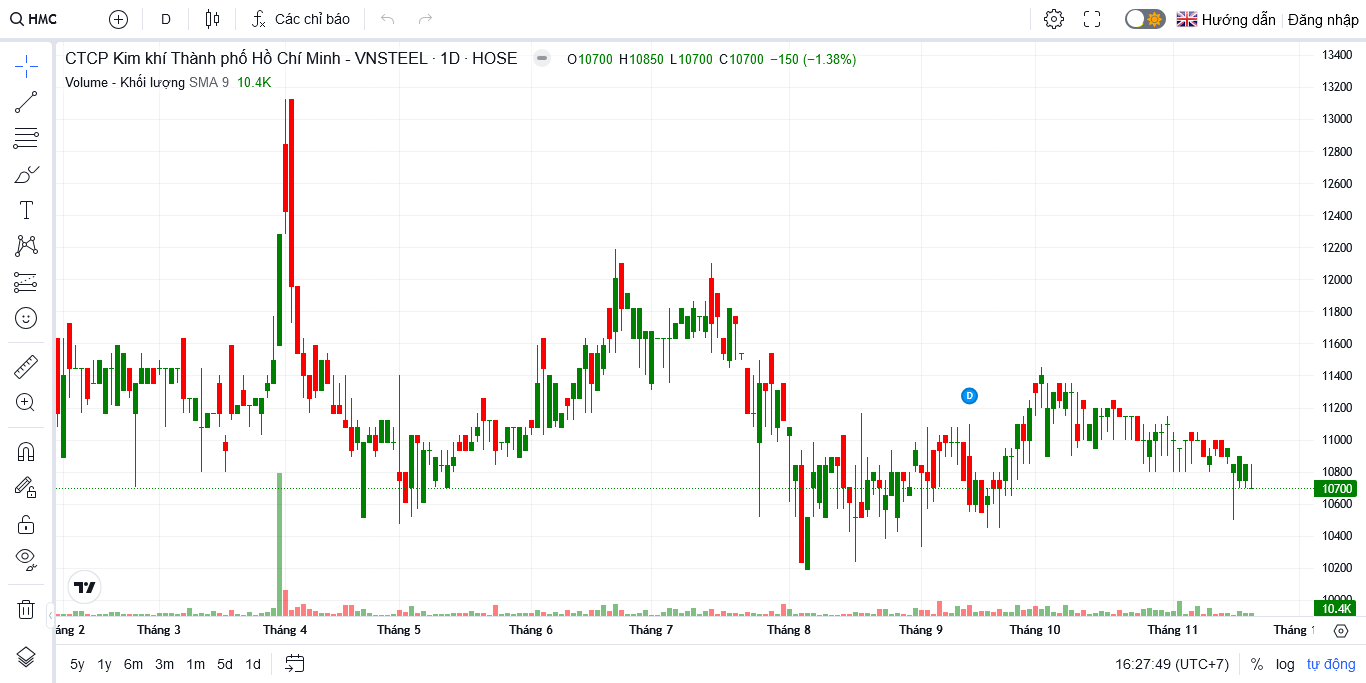 HMC D Các chỉ báo Hướng dẫn Đăng nhập
CTCP Kim khí Thành phố Hồ Chí Minh - VNSTEEL · 1D · HOSE O10700 H10850 L10700 C10700 −150 (−1.38%)
Volume - Khối lượng SMA 9 10.4K
13400
13200
13000
12800
12600
12400
12200
12000
11800
11600
11400
11200
11000
10800
10700
10600
10400
10200
10000
10.4K
D
áng 2 Tháng 3 Tháng 4 Tháng 5 Tháng 6 Tháng 7 Tháng 8 Tháng 9 Tháng 10 Tháng 11 Tháng 1
5y 1y 6m 3m 1m 5d 1d 16:27:49 (UTC+7) % log tự động